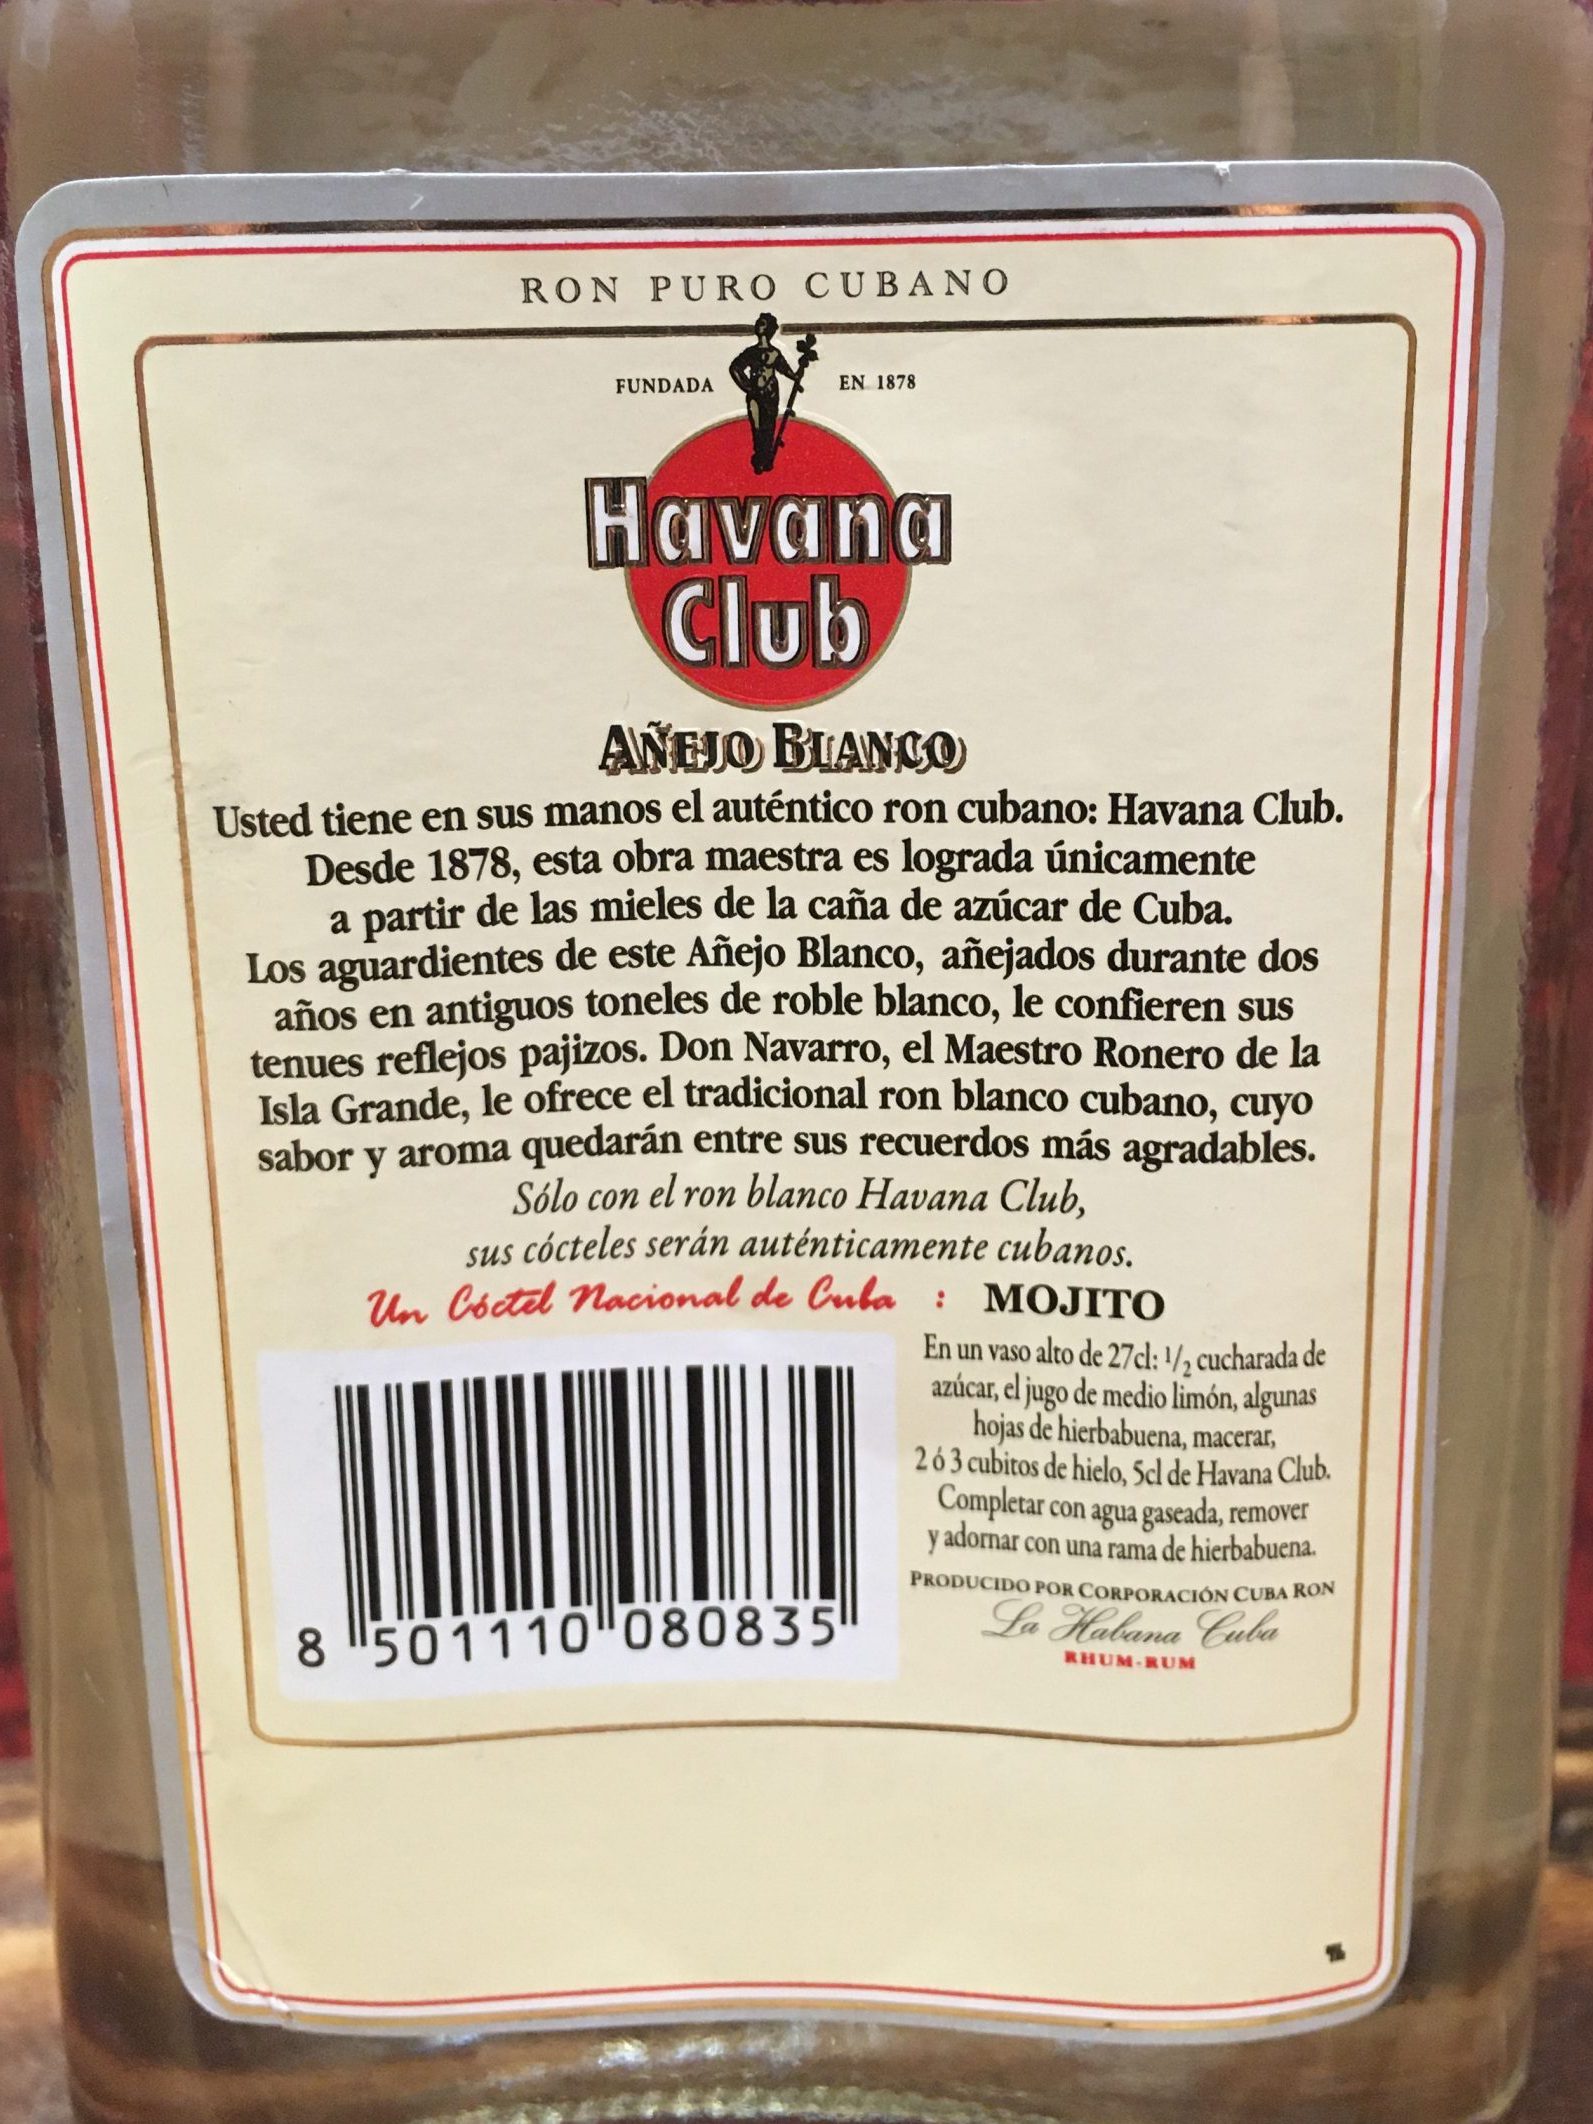 RON PURO CUBANO
FUNDADA EN 1878
Havana
Club
AÑEJO BLANCO
Usted tiene en sus manos el auténtico ron cubano: Havana Club.
Desde 1878, esta obra maestra es lograda únicamente
a partir de las mieles de la caña de azúcar de Cuba.
Los aguardientes de este Añejo Blanco, añejados durante dos
años en antiguos toneles de roble blanco, le confieren sus
tenues reflejos pajizos. Don Navarro, el Maestro Ronero de la
Isla Grande, le ofrece el tradicional ron blanco cubano, cuyo
sabor y aroma quedarán entre sus recuerdos más agradables.
Sólo con el ron blanco Havana Club,
sus cócteles serán auténticamente cubanos.
Un Cóctel Nacional de Cuba : MOJITO
En un vaso alto de 27cl: 1/2 cucharada de
azúcar, el jugo de medio limón, algunas
hojas de hierbabuena, macerar,
2 ó 3 cubitos de hielo, 5cl de Havana Club.
Completar con agua gaseada, remover
y adornar con una rama de hierbabuena.
PRODUCIDO POR CORPORACIÓN CUBA RON
La Habana Cuba
RHUM-RUM
8 501110 080835